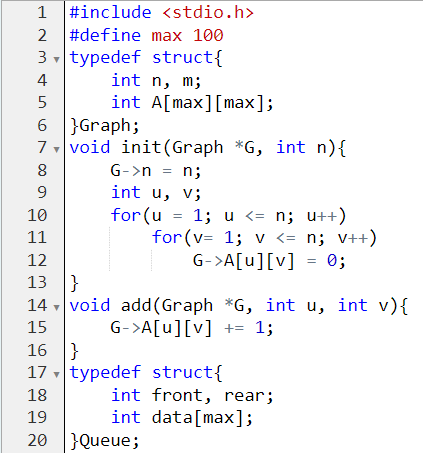 1 #include <stdio.h>
2 #define max 100
3 typedef struct{
4     int n, m;
5     int A[max][max];
6 }Graph;
7 void init(Graph *G, int n){
8     G->n = n;
9     int u, v;
10     for(u = 1; u <= n; u++)
11         for(v= 1; v <= n; v++)
12             G->A[u][v] = 0;
13 }
14 void add(Graph *G, int u, int v){
15     G->A[u][v] += 1;
16 }
17 typedef struct{
18     int front, rear;
19     int data[max];
20 }Queue;